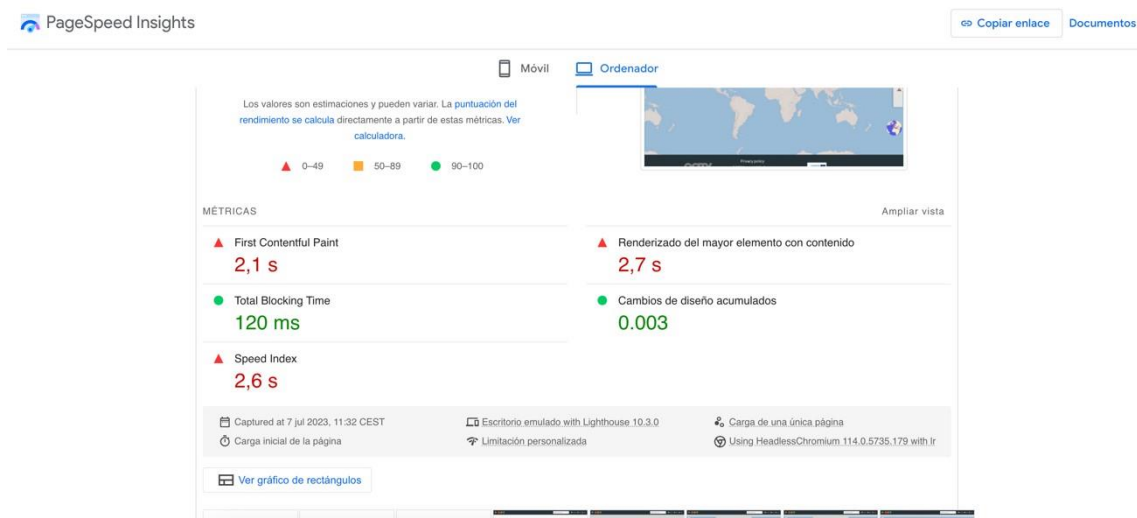 PageSpeed Insights
Copiar enlace
Documentos
Móvil
Ordenador
Los valores son estimaciones y pueden variar. La puntuación del
rendimiento se calcula directamente a partir de estas métricas. Ver
calculadora.
0–49
50–89
90–100
Privacy policy
MÉTRICAS
Ampliar vista
First Contentful Paint
2,1 s
Renderizado del mayor elemento con contenido
2,7 s
Total Blocking Time
120 ms
Cambios de diseño acumulados
0.003
Speed Index
2,6 s
Captured at 7 jul 2023, 11:32 CEST
Escritorio emulado with Lighthouse 10.3.0
Carga de una única página
Carga inicial de la página
Limitación personalizada
Using HeadlessChromium 114.0.5735.179 with lr
Ver gráfico de rectángulos